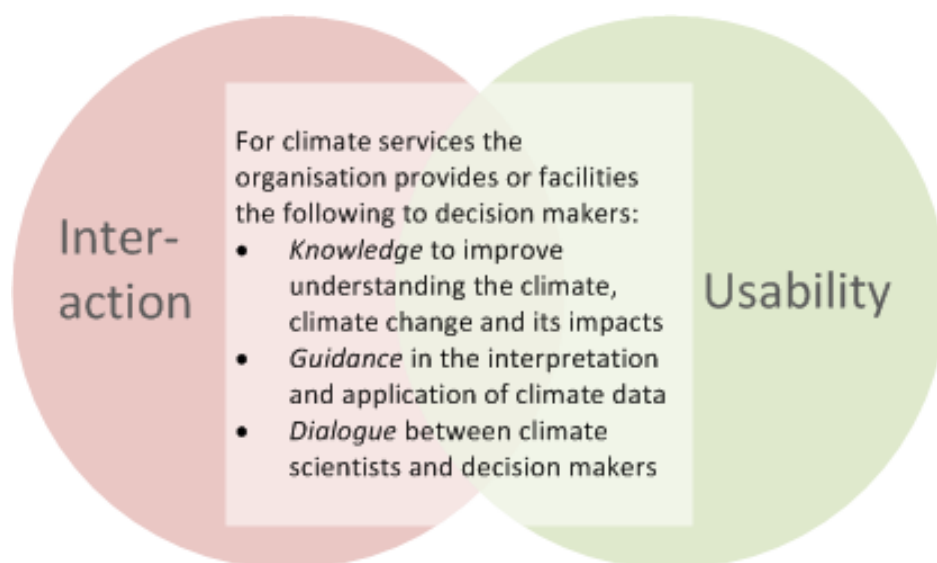 Inter-
action
For climate services the
organisation provides or facilities
the following to decision makers:
• Knowledge to improve
understanding the climate,
climate change and its impacts
• Guidance in the interpretation
and application of climate data
• Dialogue between climate
scientists and decision makers
Usability